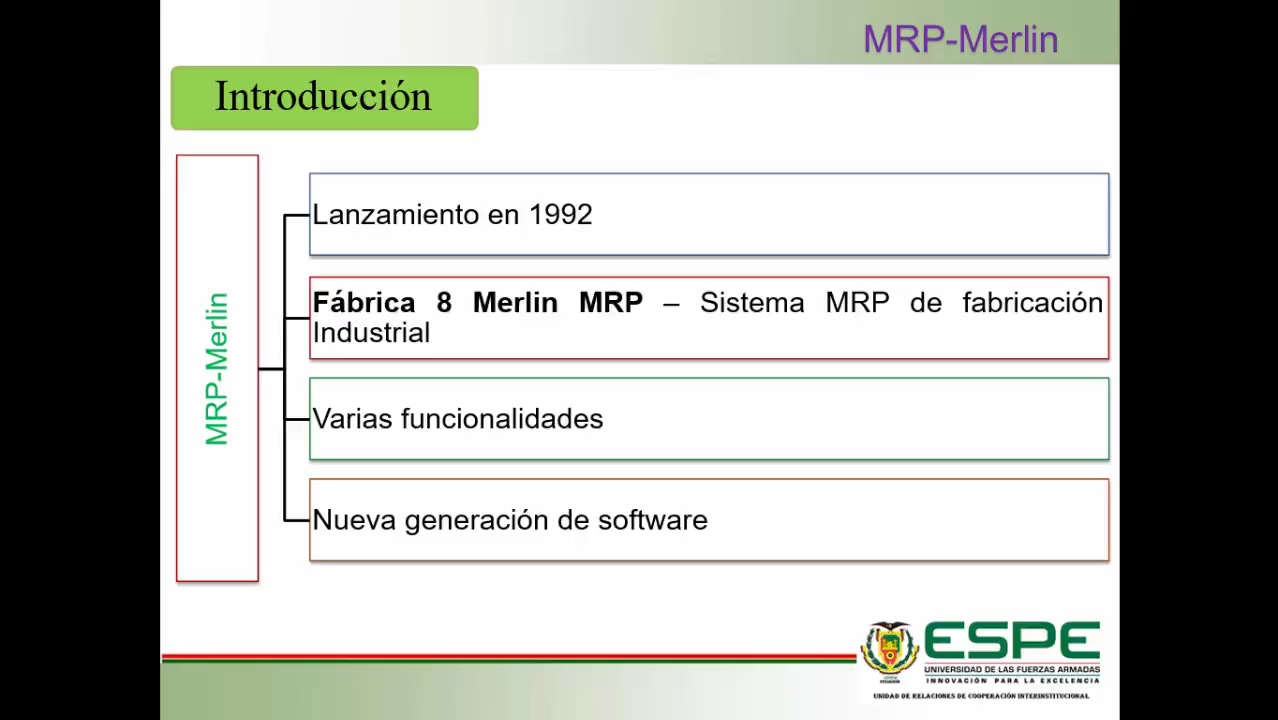 MRP-Merlin
Introducción
MRP-Merlin
Lanzamiento en 1992
Fábrica 8 Merlin MRP – Sistema MRP de fabricación
Industrial
Varias funcionalidades
Nueva generación de software
ESPE
UNIVERSIDAD DE LAS FUERZAS ARMADAS
INNOVACIÓN PARA LA EXCELENCIA
UNIDAD DE RELACIONES DE COOPERACIÓN INTERINSTITUCIONAL